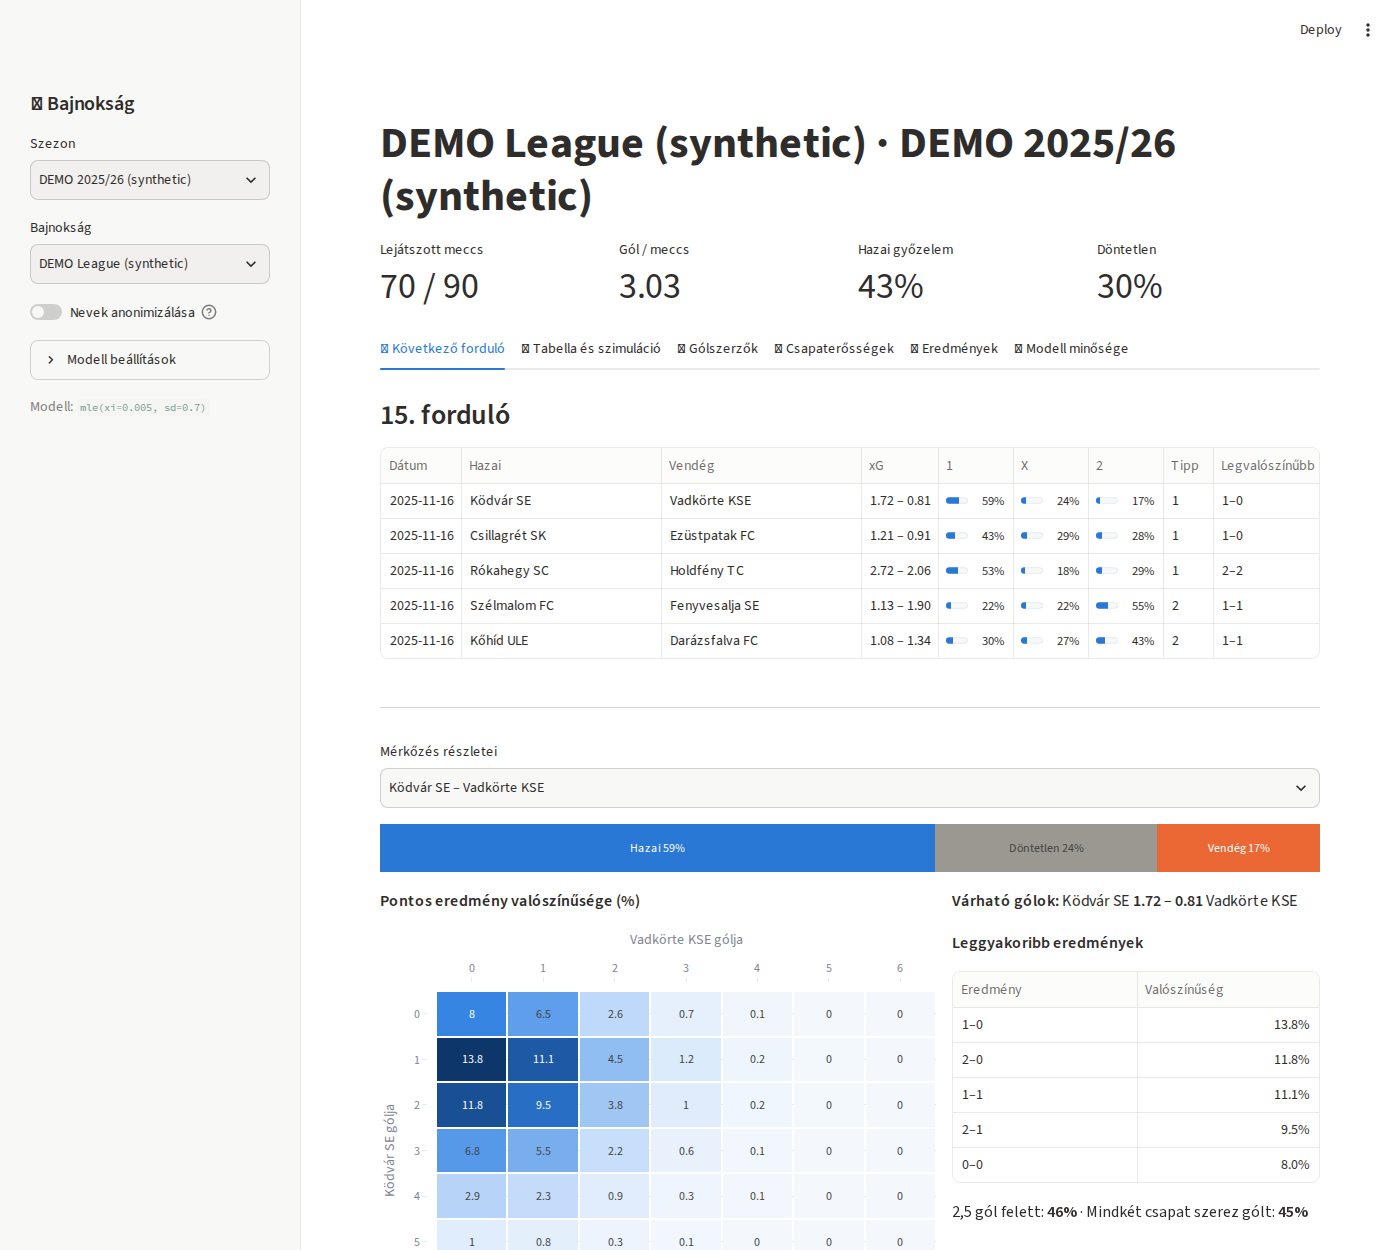 Deploy
Bajnokság
Szezon
DEMO 2025/26 (synthetic)
Bajnokság
DEMO League (synthetic)
Nevek anonimizálása
Modell beállítások
Modell: mle(xi=0.005, sd=0.7)
DEMO League (synthetic) · DEMO 2025/26
(synthetic)
Lejátszott meccs Gól / meccs Hazai győzelem Döntetlen
70 / 90 3.03 43% 30%
Következő forduló Tabella és szimuláció Gólszerzők Csapaterősségek Eredmények Modell minősége
15. forduló
Dátum Hazai Vendég xG 1 X 2 Tipp Legvalószínűbb
2025-11-16 Ködvár SE Vadkörte KSE 1.72 – 0.81 59% 24% 17% 1 1–0
2025-11-16 Csillagrét SK Ezüstpatak FC 1.21 – 0.91 43% 29% 28% 1 1–0
2025-11-16 Rókahegy SC Holdfény TC 2.72 – 2.06 53% 18% 29% 1 2–2
2025-11-16 Szélmalom FC Fenyvesalja SE 1.13 – 1.90 22% 22% 55% 2 1–1
2025-11-16 Kőhíd ULE Darázsfalva FC 1.08 – 1.34 30% 27% 43% 2 1–1
Mérkőzés részletei
Ködvár SE – Vadkörte KSE
Hazai 59% Döntetlen 24% Vendég 17%
Pontos eredmény valószínűsége (%)
Vadkörte KSE gólja
0 1 2 3 4 5 6
0 8 6.5 2.6 0.7 0.1 0 0
1 13.8 11.1 4.5 1.2 0.2 0 0
2 11.8 9.5 3.8 1 0.2 0 0
3 6.8 5.5 2.2 0.6 0.1 0 0
4 2.9 2.3 0.9 0.3 0.1 0 0
5 1 0.8 0.3 0.1 0 0 0
Ködvár SE gólja
Várható gólok: Ködvár SE 1.72 – 0.81 Vadkörte KSE
Leggyakoribb eredmények
Eredmény Valószínűség
1–0 13.8%
2–0 11.8%
1–1 11.1%
2–1 9.5%
0–0 8.0%
2,5 gól felett: 46% · Mindkét csapat szerez gólt: 45%